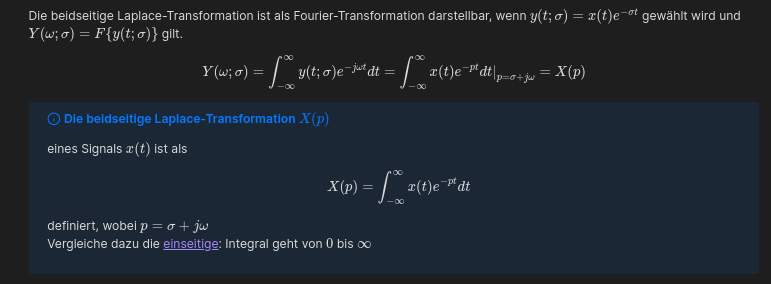 Die beidseitige Laplace-Transformation ist als Fourier-Transformation darstellbar, wenn $y(t;\sigma) = x(t)e^{-\sigma t}$ gewählt wird und
$Y(\omega;\sigma) = F\{y(t;\sigma)\}$ gilt.
$Y(\omega;\sigma) = \int_{-\infty}^{\infty} y(t;\sigma)e^{-j\omega t}dt = \int_{-\infty}^{\infty} x(t)e^{-pt}dt|_{p=\sigma+j\omega} = X(p)$
Die beidseitige Laplace-Transformation $X(p)$
eines Signals $x(t)$ ist als
$X(p) = \int_{-\infty}^{\infty} x(t)e^{-pt}dt$
definiert, wobei $p = \sigma + j\omega$
Vergleiche dazu die einseitige: Integral geht von $0$ bis $\infty$